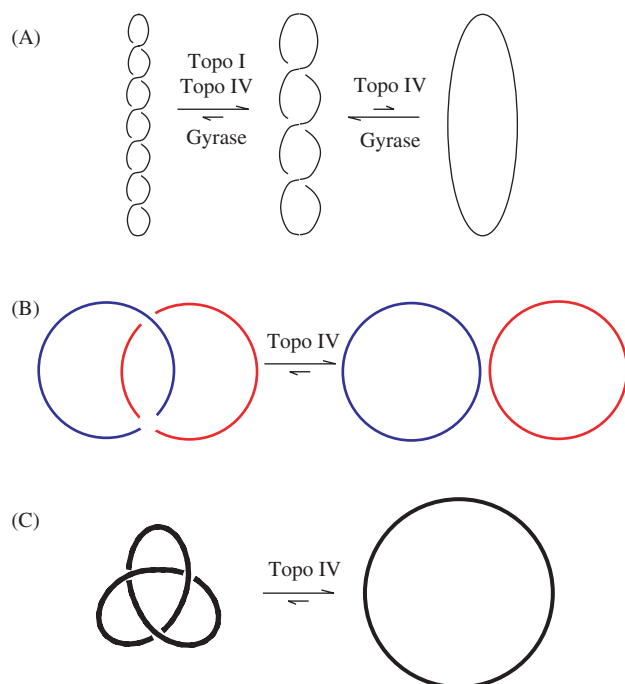 (A)
Topo I
Topo IV
Gyrase
Topo IV
Gyrase
(B)
Topo IV
(C)
Topo IV